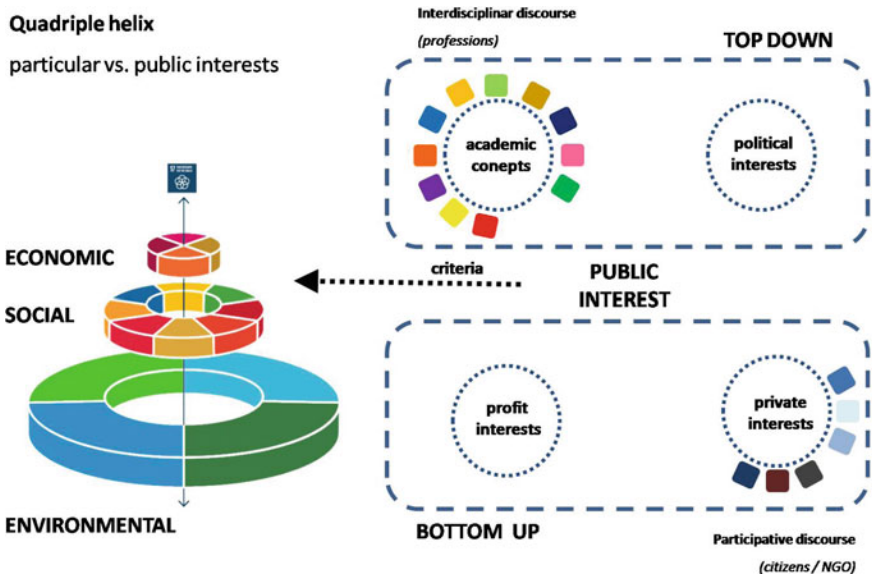 Quadriple helix
particular vs. public interests
Interdisciplinar discourse
(professions)
TOP DOWN
academic
conepts
political
interests
ECONOMIC
SOCIAL
ENVIRONMENTAL
criteria
PUBLIC
INTEREST
profit
interests
private
interests
BOTTOM UP
Participative discourse
(citizens / NGO)